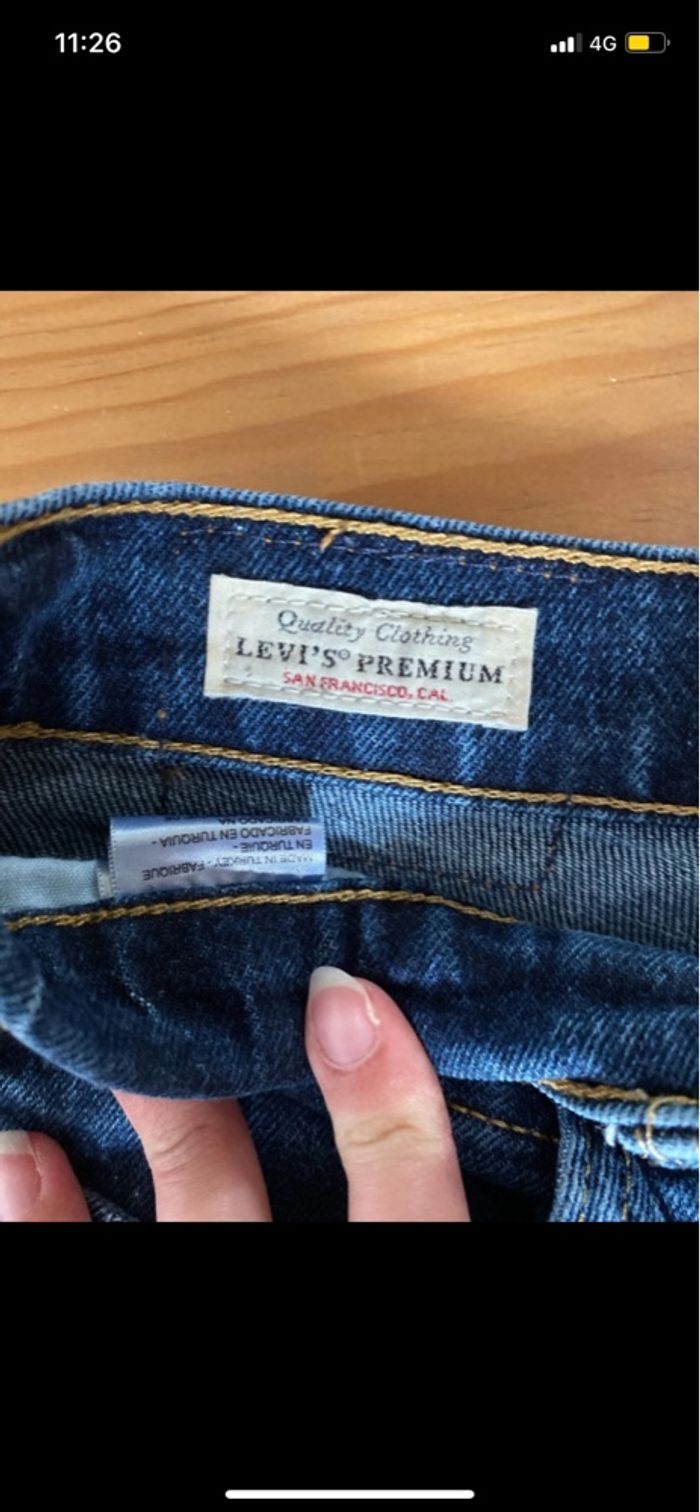 11:26
4G
Quality Clothing
LEVI'S® PREMIUM
SAN FRANCISCO, CAL.
MADE IN TURKEY - FABRIQUE
EN TURQUIE -
FABRICADO EN TURQUIA -